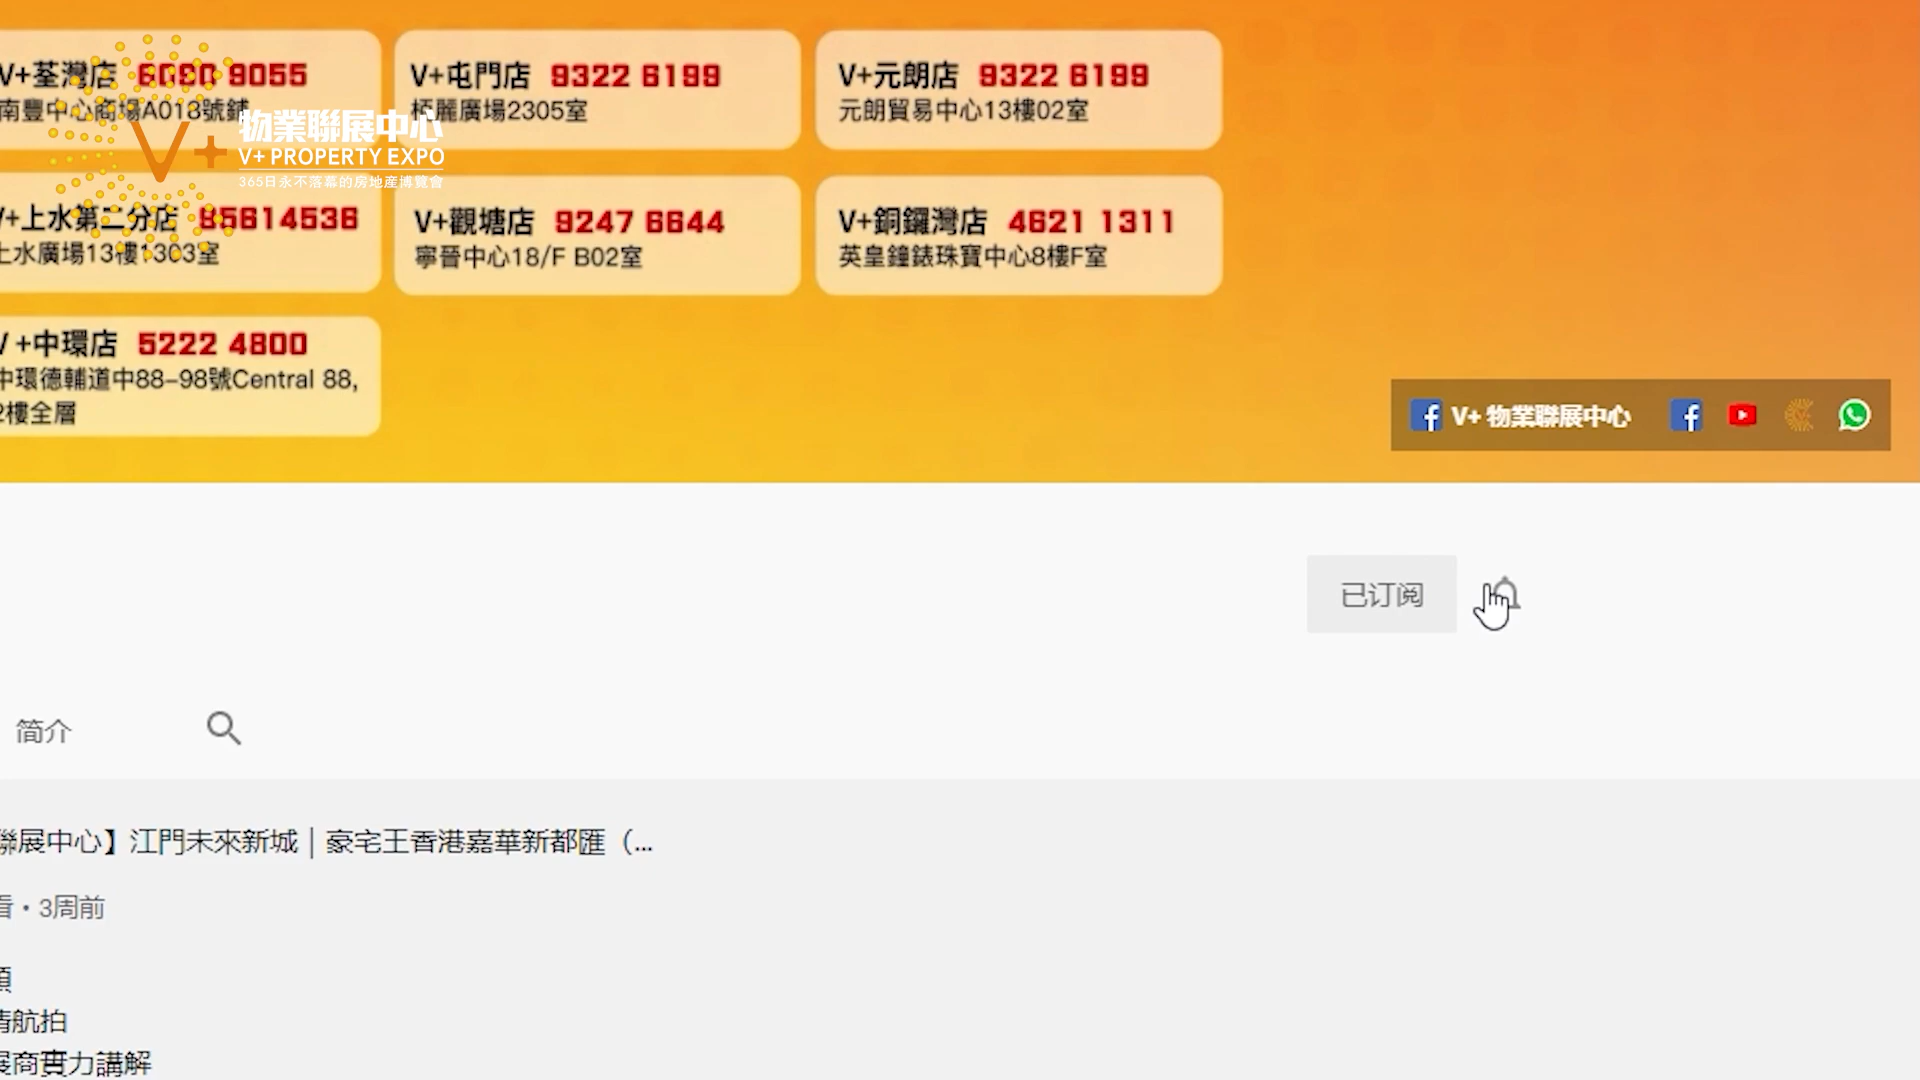 V+荃灣店 6090 9055
南豐中心商場A013號鋪
V+屯門店 9322 6199
栢麗廣場2305室
V+元朗店 9322 6199
元朗貿易中心13樓02室
V+
物業聯展中心
V+ PROPERTY EXPO
365日永不落幕的房地産博覽會
V+上水第二分店 85614536
上水廣場13樓1303室
V+觀塘店 9247 6644
寧晉中心18/F B02室
V+銅鑼灣店 4621 1311
英皇鐘錶珠寶中心8樓F室
V +中環店 5222 4800
中環德輔道中88-98號Central 88,
2樓全層
V+ 物業聯展中心
已订阅
简介
聯展中心】江門未來新城｜豪宅王香港嘉華新都匯（...
看・3周前
航拍
商實力講解